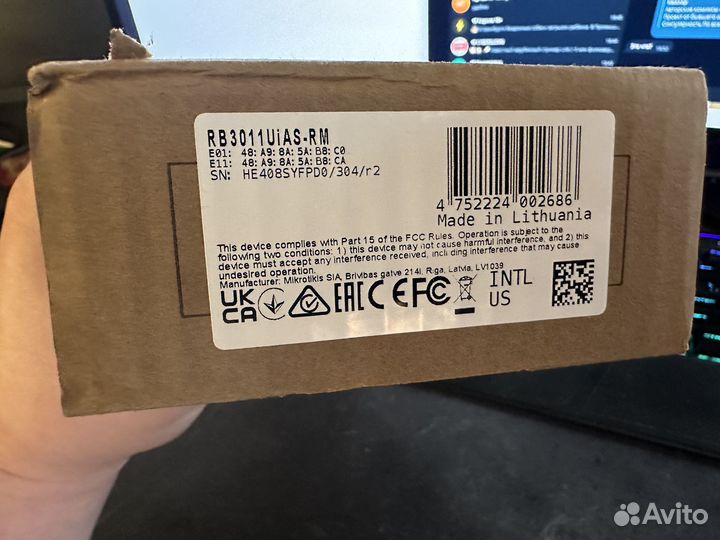 RB3011UiAS-RM
E01: 48:A9:8A:5A:B8:C0
E11: 48:A9:8A:5A:B8:CA
SN: HE408SYFPD0/304/r2
4 752224 002686
Made in Lithuania
This device complies with Part 15 of the FCC Rules. Operation is subject to the
following two conditions: 1) this device may not cause harmful interference, and 2) this
device must accept any interference received, including interference that may cause
undesired operation.
Manufacturer: Mikrotikls SIA, Brivibas gatve 214i, Riga, Latvia, LV1039
UK
CA
EAC CE FC
INTL
US
Avito